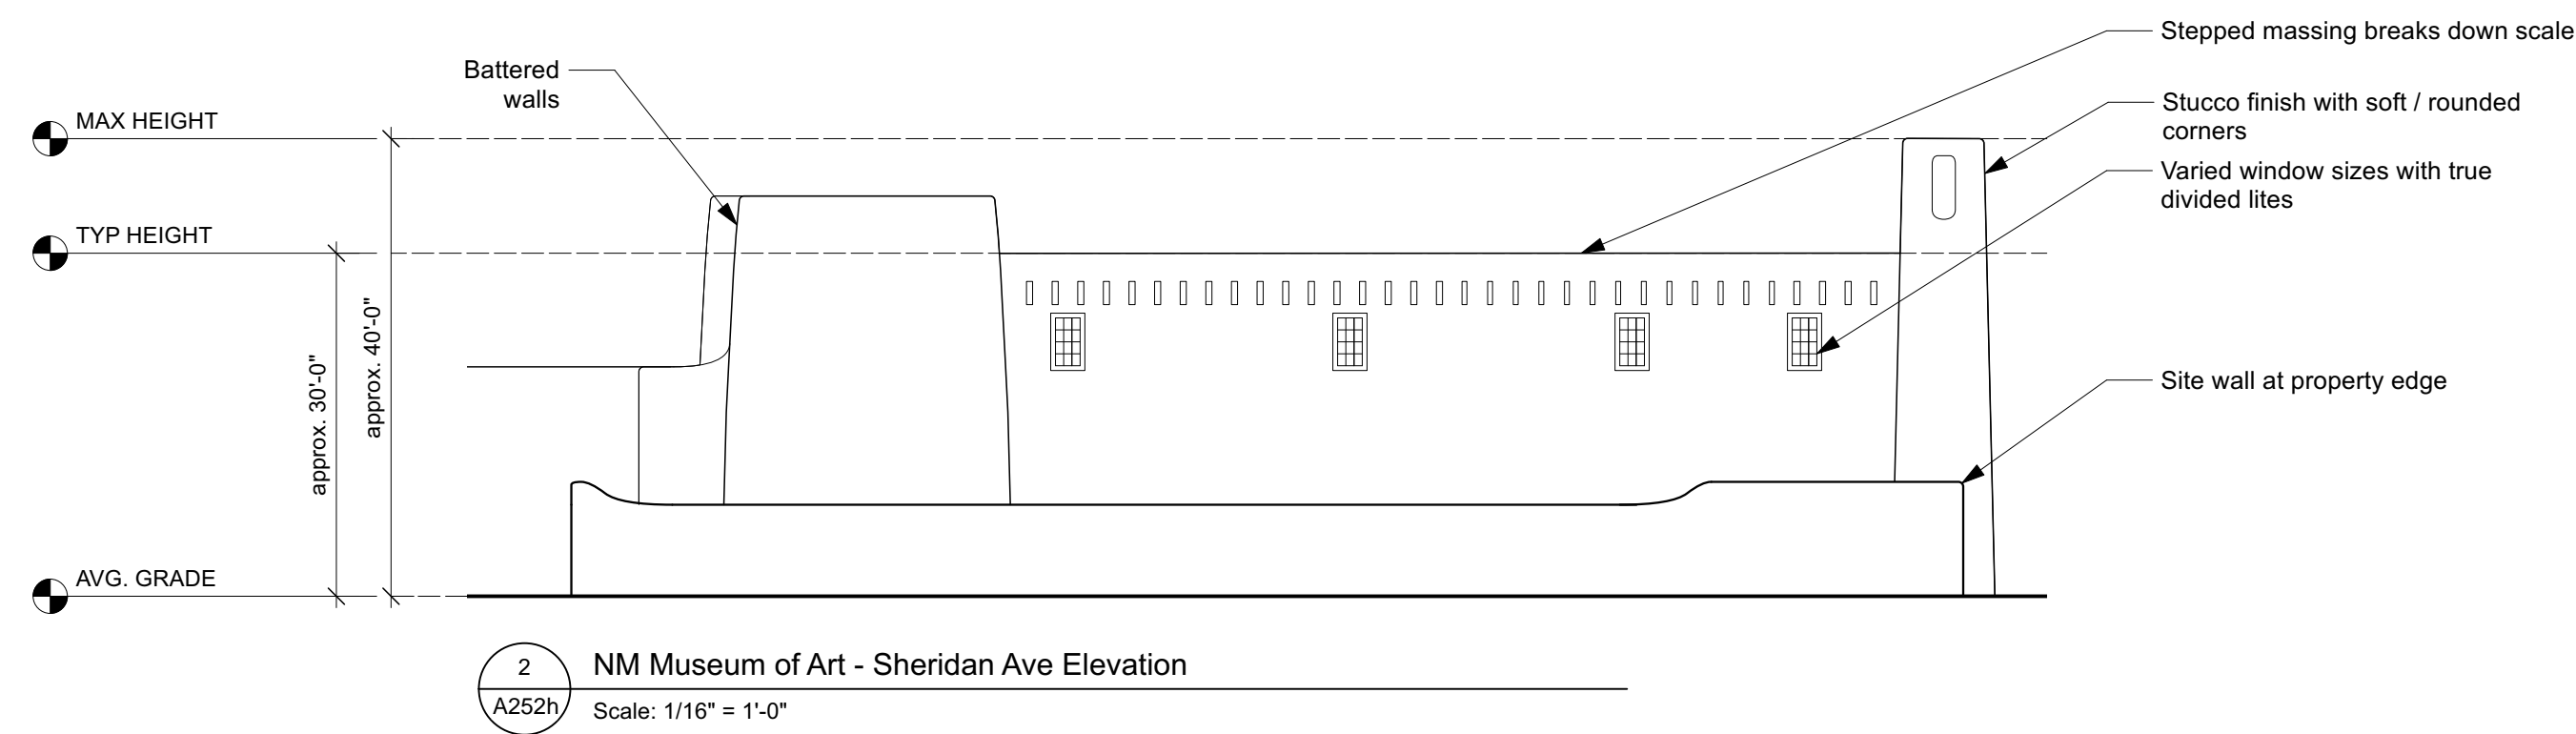 Stepped massing breaks down scale
Battered
walls
Stucco finish with soft / rounded
corners
MAX HEIGHT
Varied window sizes with true
divided lites
TYP HEIGHT
approx. 30'-0"
approx. 40'-0"
Site wall at property edge
AVG. GRADE
2
A252h
NM Museum of Art - Sheridan Ave Elevation
Scale: 1/16" = 1'-0"